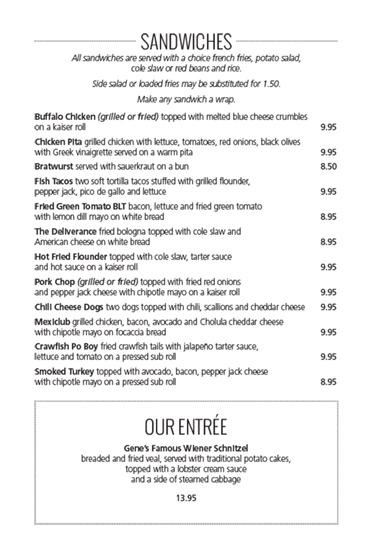 SANDWICHES
All sandwiches are served with a choice french fries, potato salad,
cole slaw or red beans and rice.
Side salad or loaded fries may be substituted for 1.50.
Make any sandwich a wrap.
Buffalo Chicken (grilled or fried) topped with melted blue cheese crumbles
on a kaiser roll 9.95
Chicken Pita grilled chicken with lettuce, tomatoes, red onions, black olives
with Greek vinaigrette served on a warm pita 9.95
Bratwurst served with sauerkraut on a bun 8.50
Fish Tacos two soft tortilla tacos stuffed with grilled flounder,
pepper jack, pico de gallo and lettuce 9.95
Fried Green Tomato BLT bacon, lettuce and fried green tomato
with lemon dill mayo on white bread 8.95
The Deliverance fried bologna topped with cole slaw and
American cheese on white bread 8.95
Hot Fried Flounder topped with cole slaw, tarter sauce
and hot sauce on a kaiser roll 9.95
Pork Chop (grilled or fried) topped with fried red onions
and pepper jack cheese with chipotle mayo on a kaiser roll 9.95
Chili Cheese Dogs two dogs topped with chili, scallions and cheddar cheese 9.95
Mexiclub grilled chicken, bacon, avocado and Cholula cheddar cheese
with chipotle mayo on focaccia bread 9.95
Crawfish Po Boy fried crawfish tails with jalapeño tarter sauce,
lettuce and tomato on a pressed sub roll 9.95
Smoked Turkey topped with avocado, bacon, pepper jack cheese
with chipotle mayo on a pressed sub roll 8.95
OUR ENTRÉE
Gene's Famous Wiener Schnitzel
breaded and fried veal, served with traditional potato cakes,
topped with a lobster cream sauce
and a side of steamed cabbage
13.95